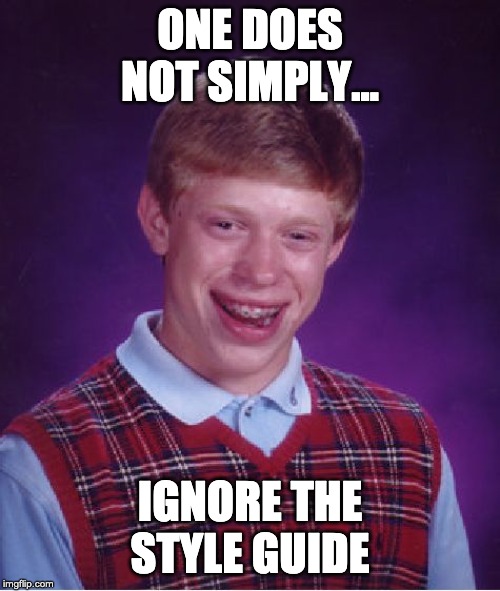 ONE DOES
NOT SIMPLY...
IGNORE THE
STYLE GUIDE
imgflip.com